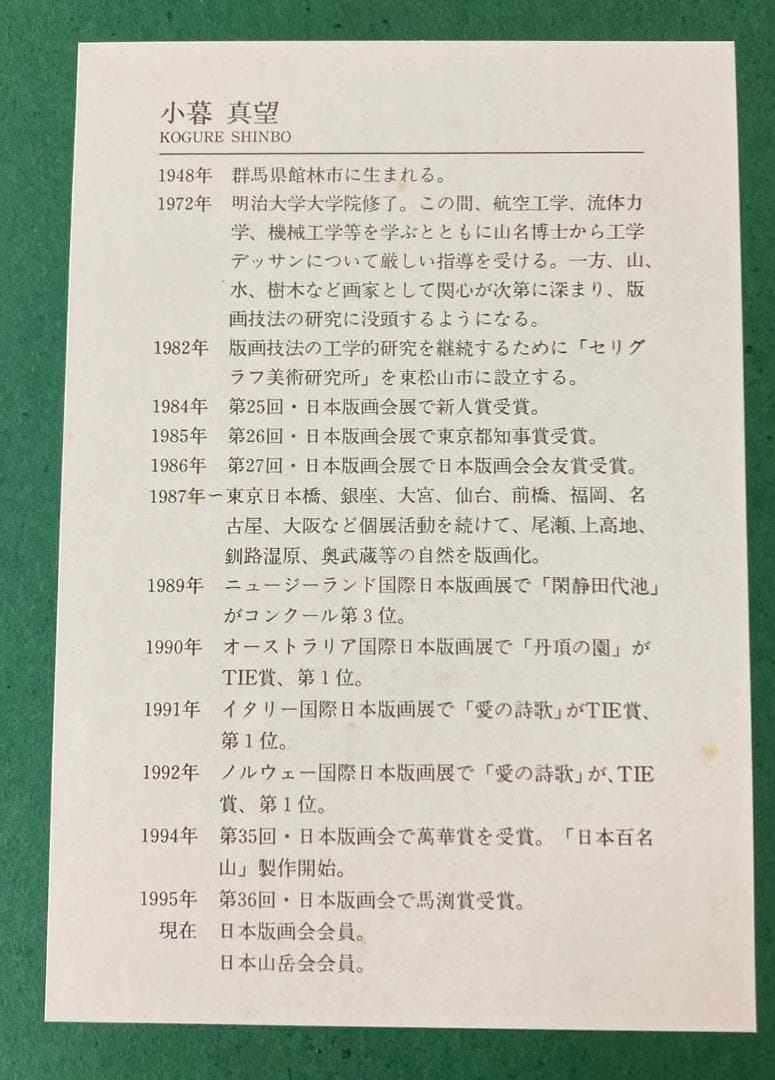 小暮 真望
KOGURE SHINBO
1948年 群馬県館林市に生まれる。
1972年 明治大学大学院修了。この間、航空工学、流体力
学、機械工学等を学ぶとともに山名博士から工学
デッサンについて厳しい指導を受ける。一方、山、
水、樹木など画家として関心が次第に深まり、版
画技法の研究に没頭するようになる。
1982年 版画技法の工学的研究を継続するために「セリグ
ラフ美術研究所」を東松山市に設立する。
1984年 第25回・日本版画会展で新人賞受賞。
1985年 第26回・日本版画会展で東京都知事賞受賞。
1986年 第27回・日本版画会展で日本版画会会友賞受賞。
1987年〜東京日本橋、銀座、大宮、仙台、前橋、福岡、名
古屋、大阪など個展活動を続けて、尾瀬、上高地、
釧路湿原、奥武蔵等の自然を版画化。
1989年 ニュージーランド国際日本版画展で「閑静田代池」
がコンクール第3位。
1990年 オーストラリア国際日本版画展で「丹頂の園」が
TIE賞、第1位。
1991年 イタリー国際日本版画展で「愛の詩歌」がTIE賞、
第1位。
1992年 ノルウェー国際日本版画展で「愛の詩歌」が、TIE
賞、第1位。
1994年 第35回・日本版画会で萬華賞を受賞。「日本百名
山」製作開始。
1995年 第36回・日本版画会で馬渕賞受賞。
現在 日本版画会会員。
日本山岳会会員。